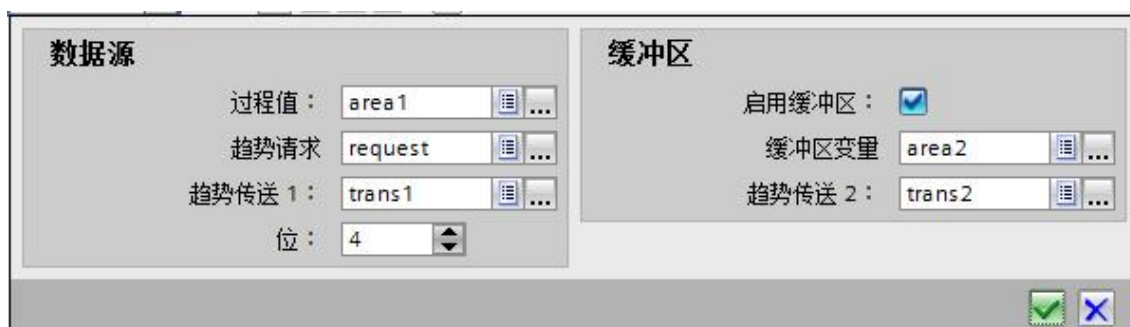 数据源
过程值：
area1
...
趋势请求
request
...
趋势传送 1：
trans1
...
位：
4
缓冲区
启用缓冲区：
缓冲区变量
area2
...
趋势传送 2：
trans2
...